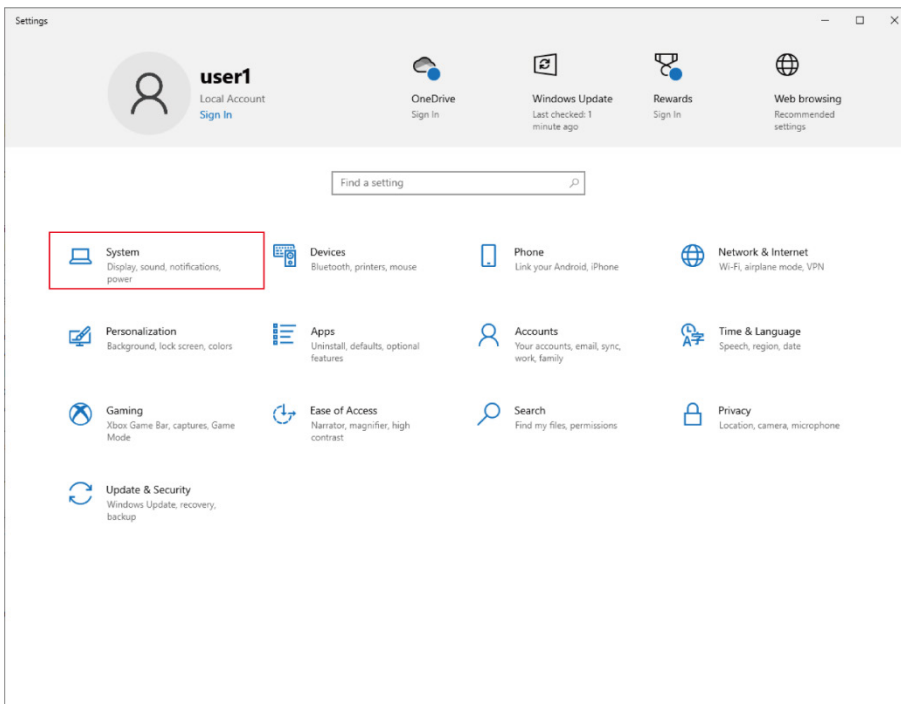 Settings
user1
Local Account
Sign In
OneDrive
Sign In
Windows Update
Last checked: 1
minute ago
Rewards
Sign In
Web browsing
Recommended
settings
Find a setting
System
Display, sound, notifications,
power
Devices
Bluetooth, printers, mouse
Phone
Link your Android, iPhone
Network & Internet
Wi-Fi, airplane mode, VPN
Personalization
Background, lock screen, colors
Apps
Uninstall, defaults, optional
features
Accounts
Your accounts, email, sync,
work, family
Time & Language
Speech, region, date
Gaming
Xbox Game Bar, captures, Game
Mode
Ease of Access
Narrator, magnifier, high
contrast
Search
Find my files, permissions
Privacy
Location, camera, microphone
Update & Security
Windows Update, recovery,
backup